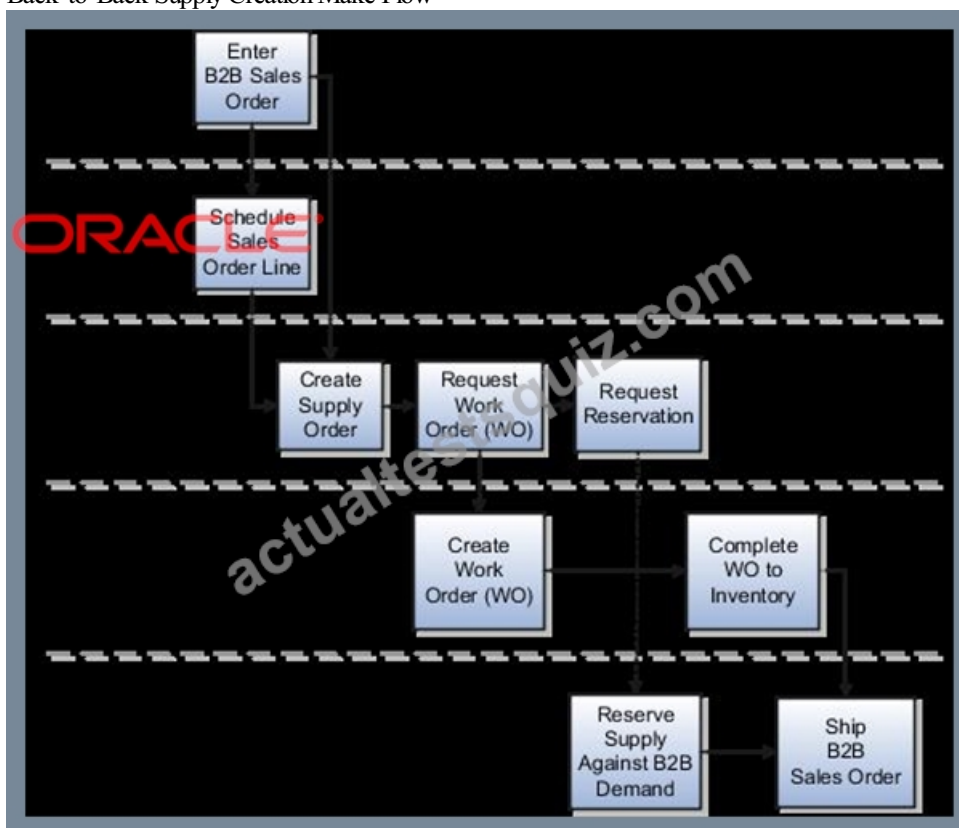 Back-to-Back Supply Creation Make Flow
Enter
B2B Sales
Order
ORACLE
Schedule
Sales
Order Line
Create
Supply
Order
Request
Work
Order (WO)
Request
Reservation
actualtestsquiz.com
Create
Work
Order (WO)
Complete
WO to
Inventory
Reserve
Supply
Against B2B
Demand
Ship
B2B
Sales Order